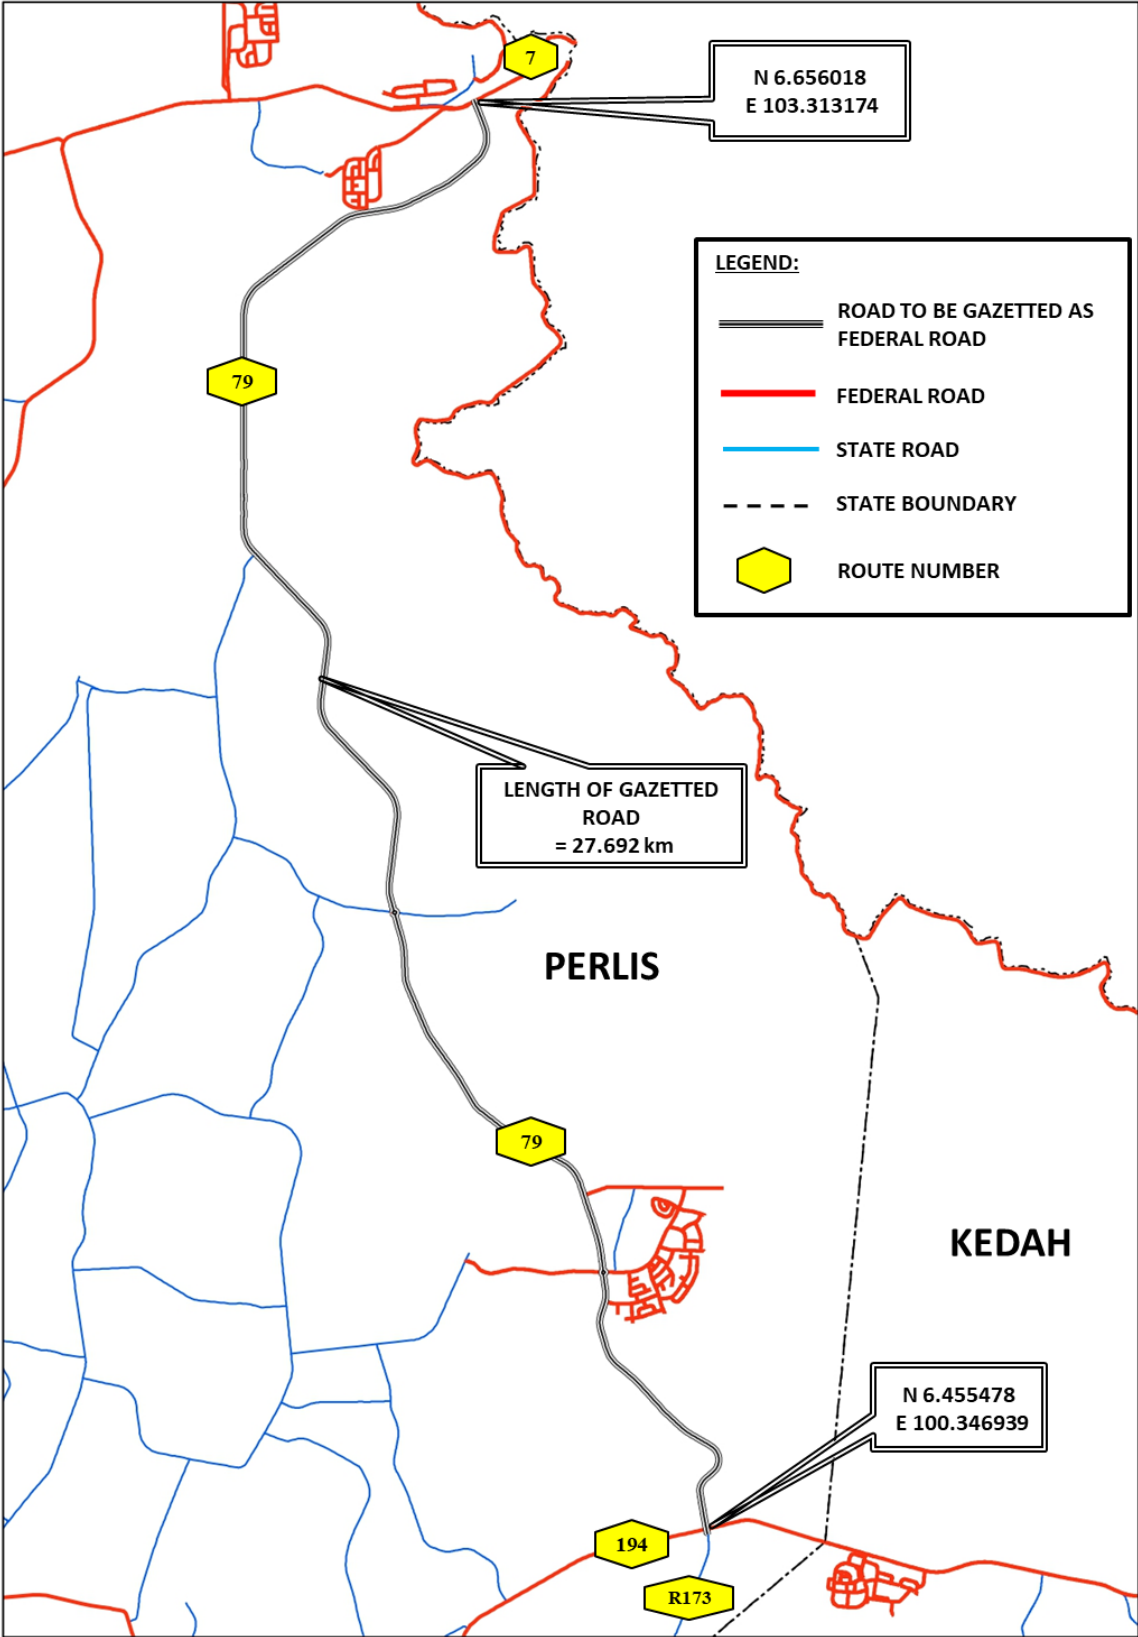 7
N 6.656018
E 103.313174
LEGEND:
ROAD TO BE GAZETTED AS
FEDERAL ROAD
FEDERAL ROAD
STATE ROAD
STATE BOUNDARY
ROUTE NUMBER
79
LENGTH OF GAZETTED
ROAD
= 27.692 km
PERLIS
79
KEDAH
N 6.455478
E 100.346939
194
R173